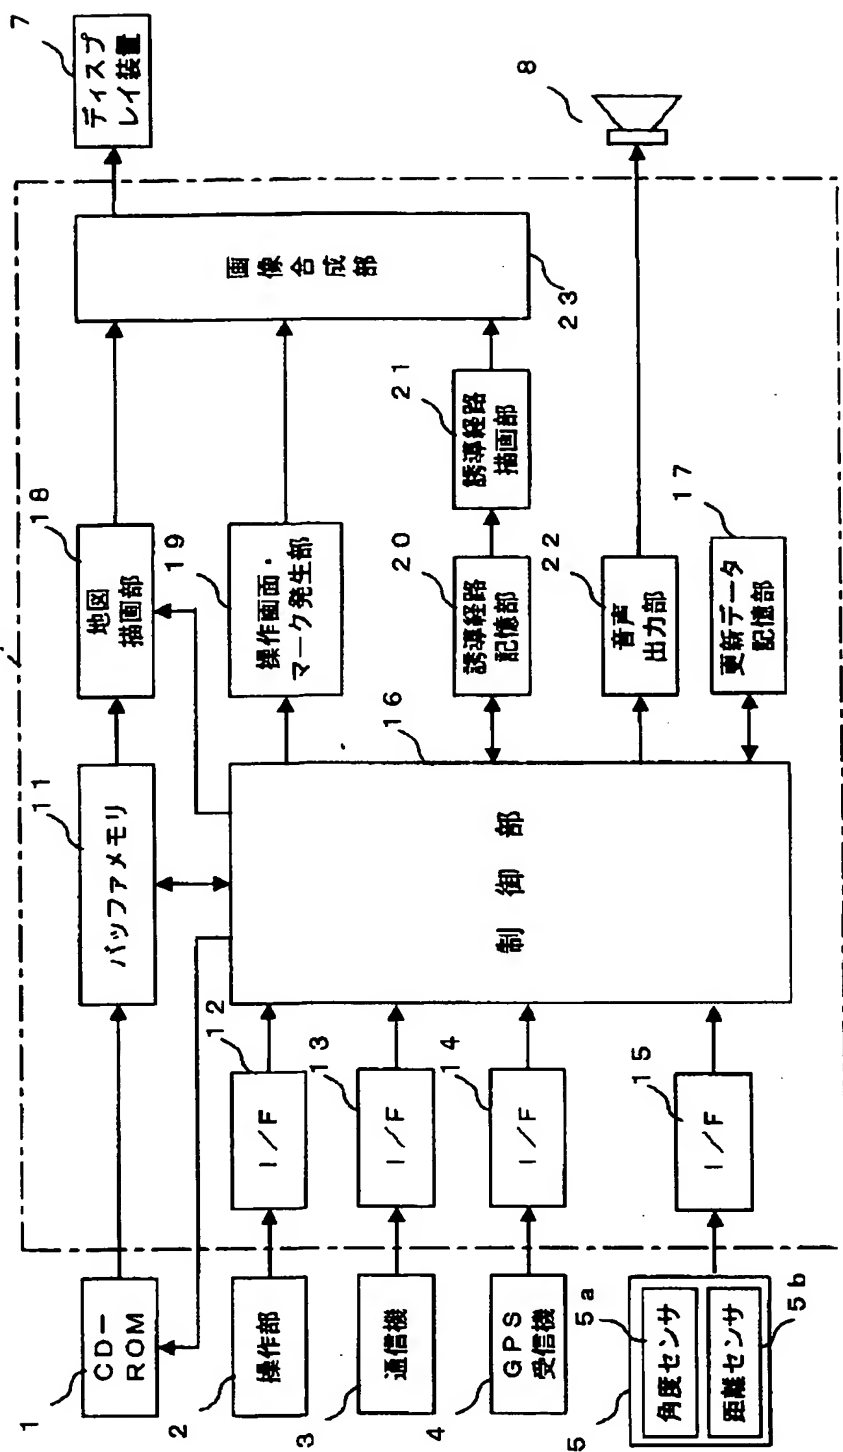 1
CD-
ROM
2
操作部
3
通信機
4
GPS
受信機
5
5a
角度センサ
5b
距離センサ
11
バッファメモリ
12
I/F
13
I/F
14
I/F
15
I/F
16
制御部
18
地図
描画部
19
操作画面・
マーク発生部
20
誘導経路
記憶部
21
誘導経路
描画部
22
音声
出力部
17
更新データ
記憶部
23
画像合成部
7
ディスプ
レイ装置
8